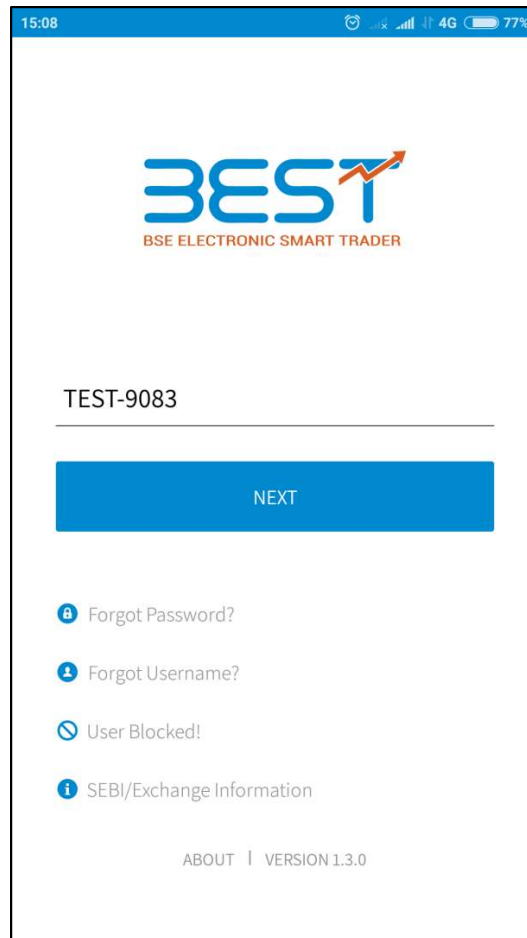 15:08 4G 77%
BEST
BSE ELECTRONIC SMART TRADER
TEST-9083
NEXT
Forgot Password?
Forgot Username?
User Blocked!
SEBI/Exchange Information
ABOUT | VERSION 1.3.0